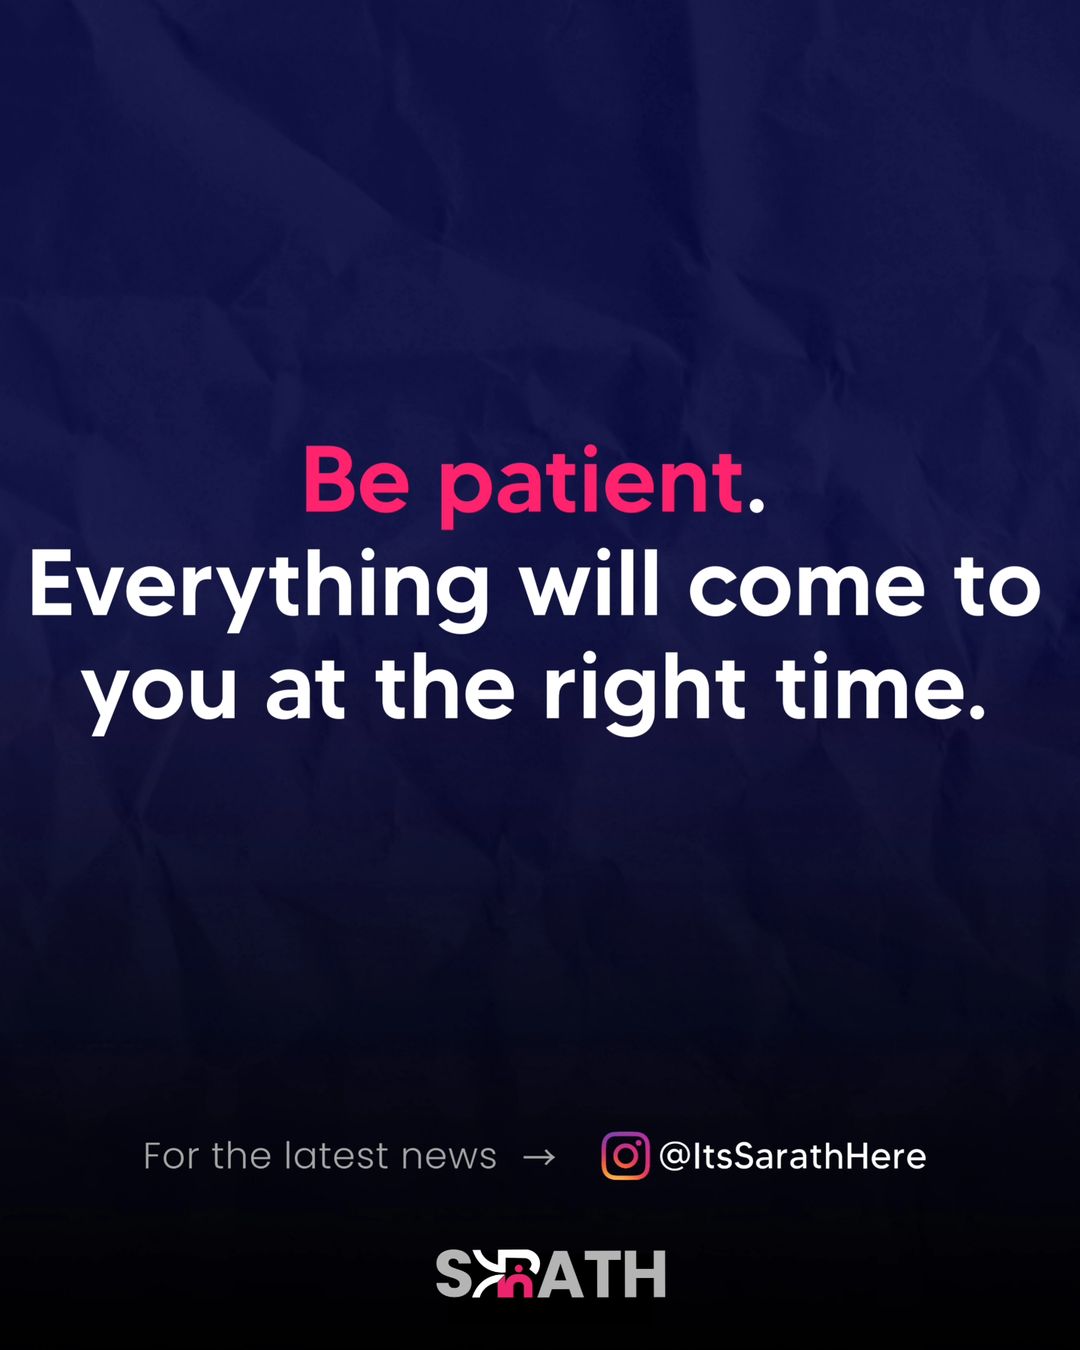 Be patient.
Everything will come to
you at the right time.
For the latest news → @ItsSarathHere
SARATH